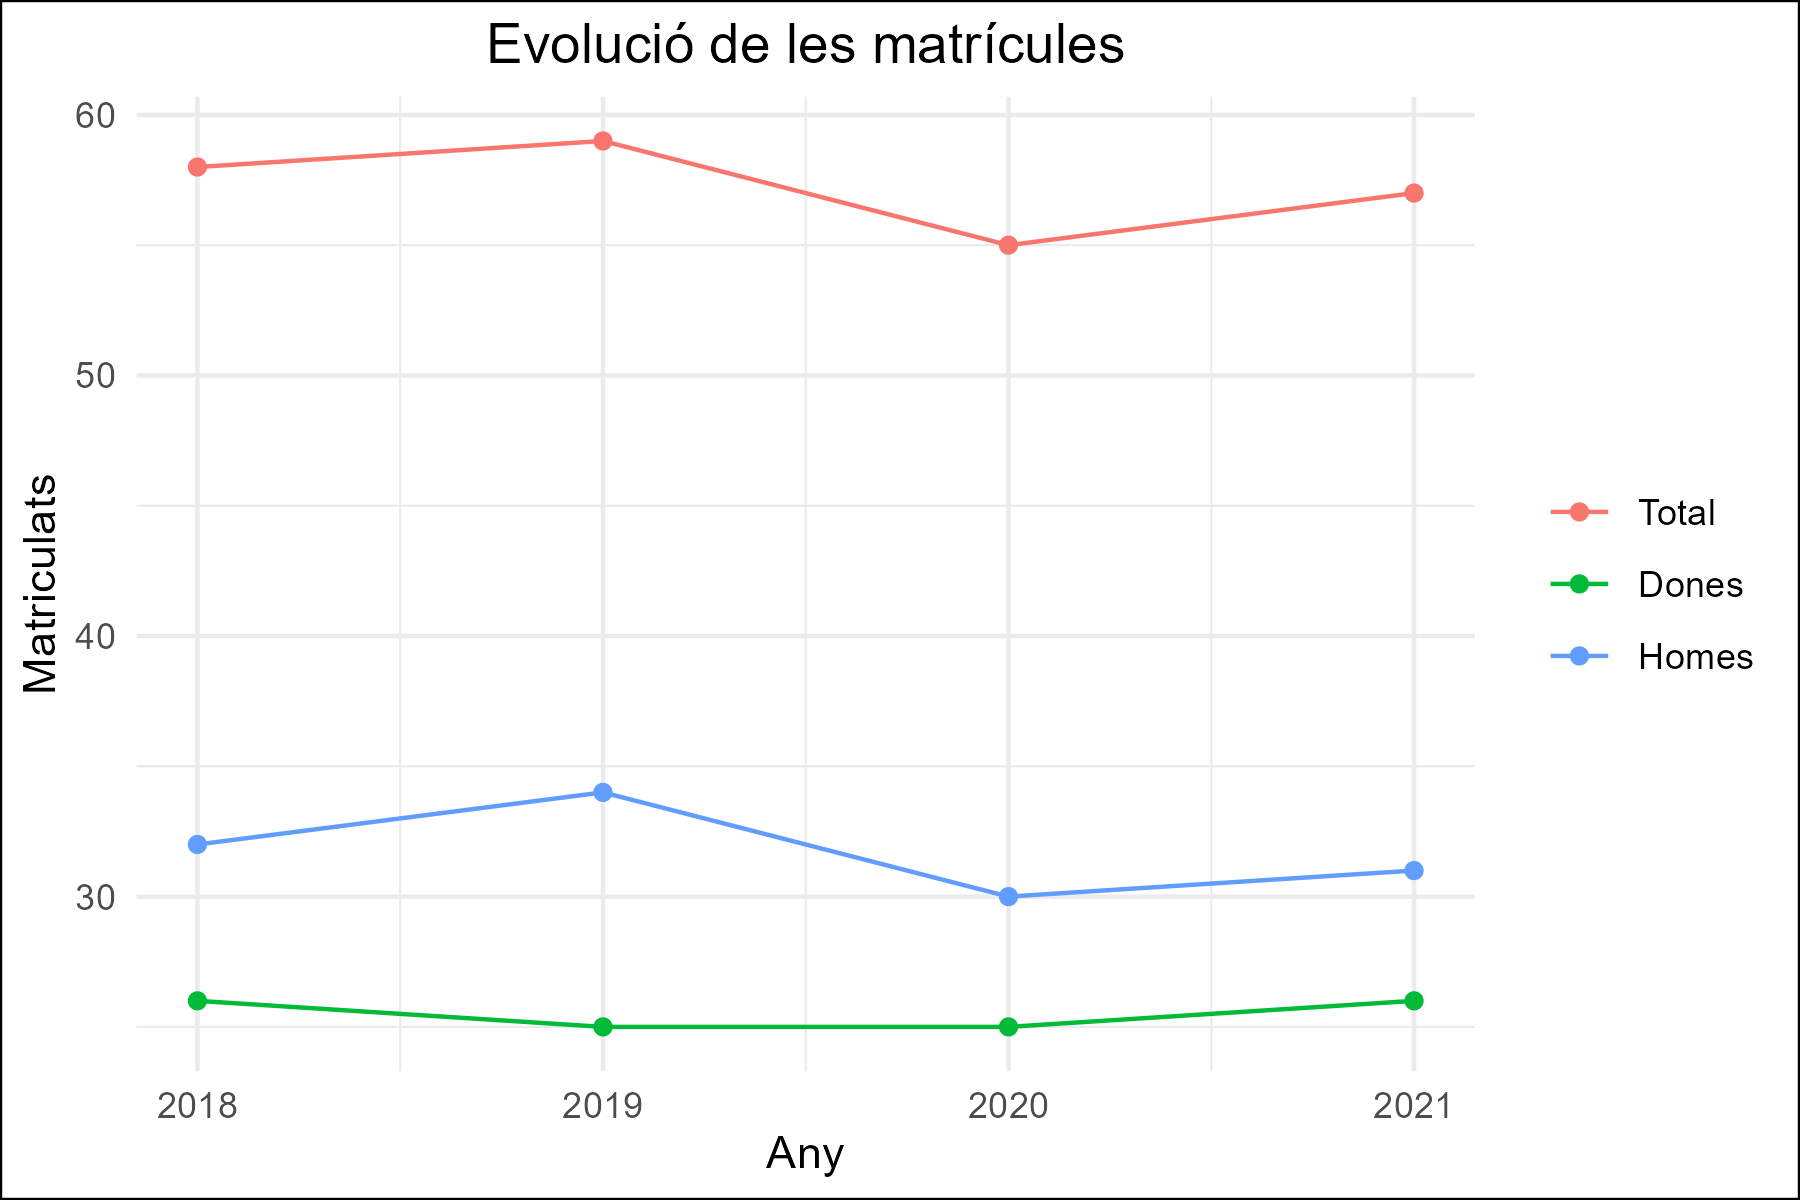 Evolució de les matrícules
60
50
40
30
Matriculats
2018 2019 2020 2021
Any
Total
Dones
Homes